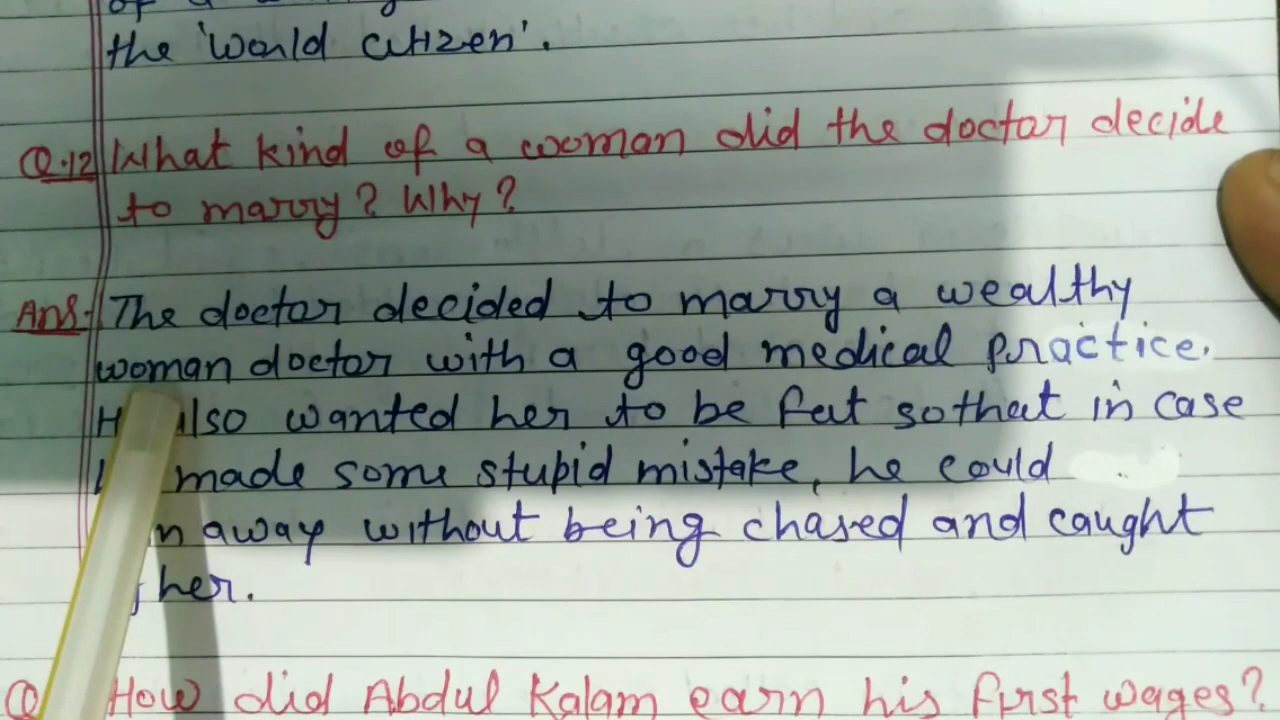 of a
the 'world citizen'.
Q.12 What kind of a woman did the doctor decide
to marry? Why?
Ans:- The doctor decided to marry a wealthy
woman doctor with a good medical practice.
also wanted her to be fat so that in case
made some stupid mistake, he could
away without being chased and caught
her.
Q How did Abdul Kalam earn his first wages?